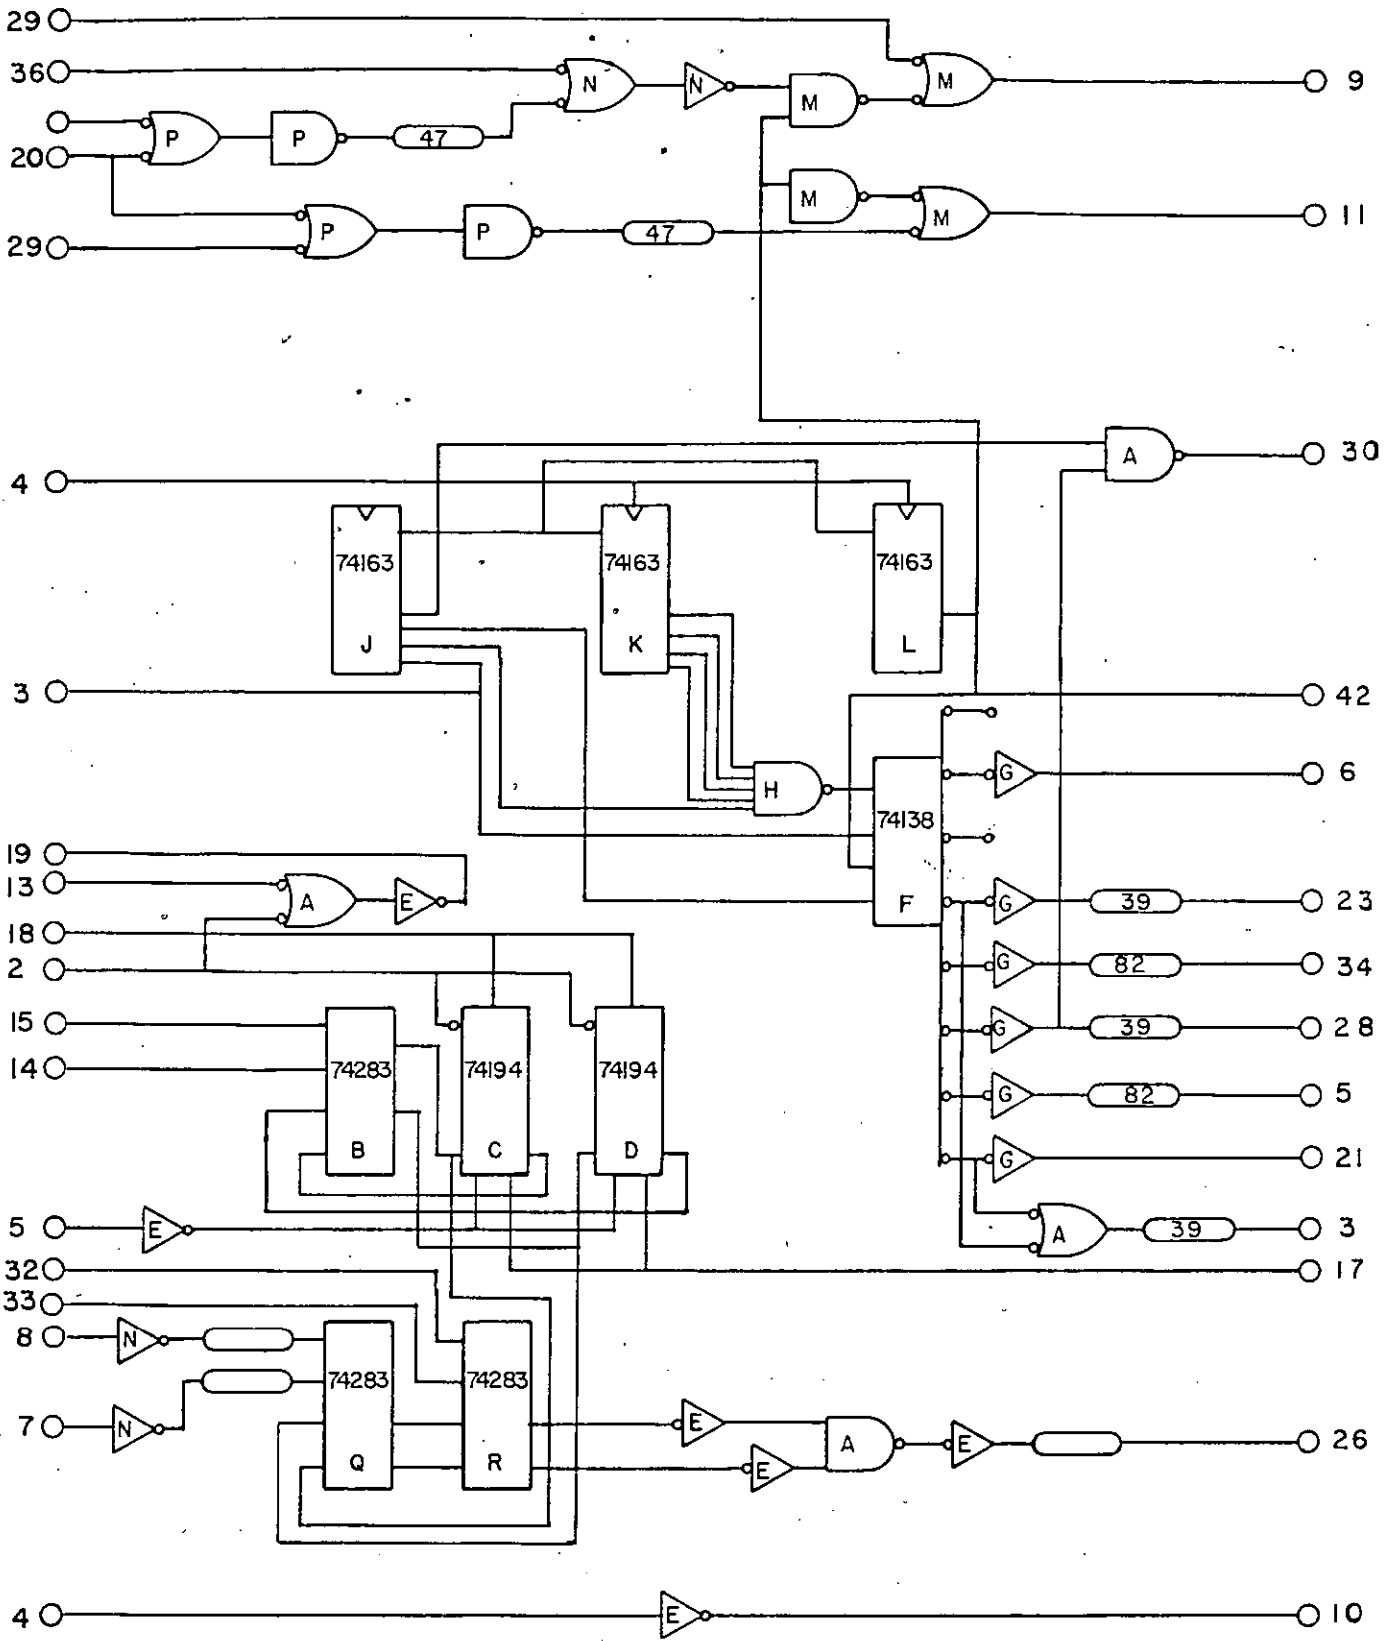 29
36 N N M M 9
P P 47
20
M M 11
P P 47
29
A 30
4
74163 74163 74163
J K L
3 42
H G 6
74138
19
13 A E F G 39 23
18
2 G 82 34
15 G 39 28
14 74283 74194 74194
G 82 5
B C D
G 21
5 E A 39 3
32 17
33
8 N
74283 74283
7 N E
A E 26
Q R E
4 E 10